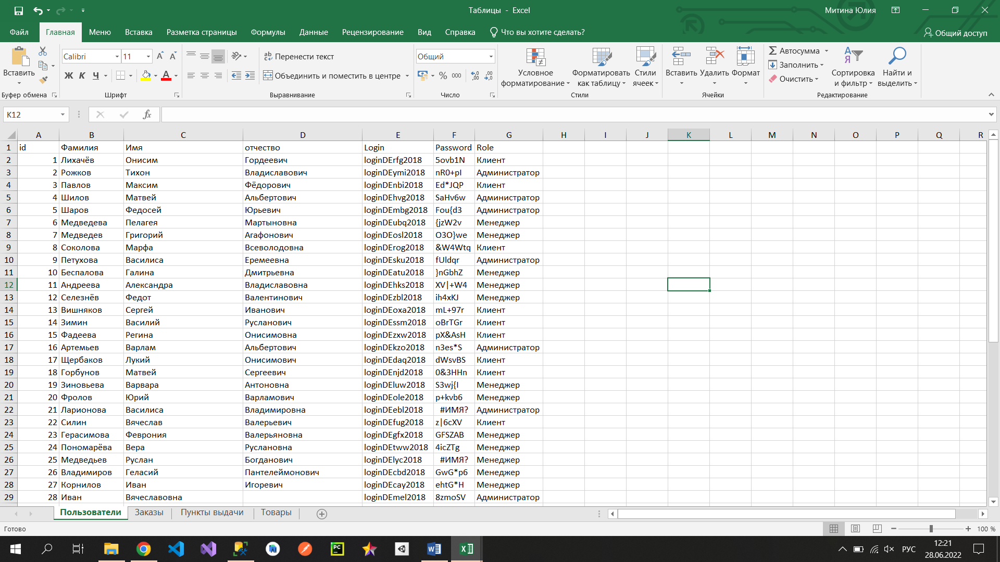 Таблицы - Excel
Митина Юлия
Файл Главная Меню Вставка Разметка страницы Формулы Данные Рецензирование Вид Справка Что вы хотите сделать? Общий доступ
Вставить
Буфер обмена
Calibri 11
Ж К Ч
Шрифт
Перенести текст
Объединить и поместить в центре
Выравнивание
Общий
% 000
Число
Условное форматирование
Форматировать как таблицу
Стили ячеек
Стили
Вставить Удалить Формат
Ячейки
Автосумма
Заполнить
Очистить
Сортировка и фильтр
Найти и выделить
Редактирование
K12 fx
A B C D E F G H I J K L M N O P Q R
1 id Фамилия Имя отчество Login Password Role
2 1 Лихачёв Онисим Гордеевич loginDErfg2018 5ovb1N Клиент
3 2 Рожков Тихон Владиславович loginDEymi2018 nR0+pI Администратор
4 3 Павлов Максим Фёдорович loginDEnbi2018 Ed*JQP Клиент
5 4 Шилов Матвей Альбертович loginDEhvg2018 SaHv6w Администратор
6 5 Шаров Федосей Юрьевич loginDEmbg2018 Fou{d3 Администратор
7 6 Медведева Пелагея Мартыновна loginDEubq2018 {jzW2v Менеджер
8 7 Медведев Григорий Агафонович loginDEosl2018 O3O}we Менеджер
9 8 Соколова Марфа Всеволодовна loginDErog2018 &W4Wtq Клиент
10 9 Петухова Василиса Еремеевна loginDEsku2018 fUldqr Администратор
11 10 Беспалова Галина Дмитрьевна loginDEatu2018 }nGbhZ Менеджер
12 11 Андреева Александра Владиславовна loginDEhks2018 XV|+W4 Менеджер
13 12 Селезнёв Федот Валентинович loginDEzbl2018 ih4xKJ Менеджер
14 13 Вишняков Сергей Иванович loginDEoxa2018 mL+97r Клиент
15 14 Зимин Василий Русланович loginDEssm2018 oBrTGr Клиент
16 15 Фадеева Регина Онисимовна loginDEzxw2018 pX&AsH Клиент
17 16 Артемьев Варлам Альбертович loginDEkzo2018 n3es*S Администратор
18 17 Щербаков Лукий Онисимович loginDEdaq2018 dWsvBS Клиент
19 18 Горбунов Матвей Сергеевич loginDEnjd2018 0&3HHn Клиент
20 19 Зиновьева Варвара Антоновна loginDEluw2018 S3wj{I Менеджер
21 20 Фролов Юрий Варламович loginDEole2018 p+kvb6 Менеджер
22 21 Ларионова Василиса Владимировна loginDEebl2018 #ИМЯ? Администратор
23 22 Силин Вячеслав Валерьевич loginDEfug2018 z|6cXV Клиент
24 23 Герасимова Феврония Валерьяновна loginDEgfx2018 GFSZAB Менеджер
25 24 Пономарёва Вера Руслановна loginDEtww2018 4icZTg Менеджер
26 25 Медведьев Руслан Богданович loginDElyc2018 #ИМЯ? Менеджер
27 26 Владимиров Геласий Пантелеймонович loginDEcbd2018 GwG*p6 Менеджер
28 27 Корнилов Иван Игоревич loginDEcay2018 ehtG*H Менеджер
29 28 Иван Вячеславовна loginDEmel2018 8zmoSV Администратор
Пользователи Заказы Пункты выдачи Товары
Готово
100 %
РУС
12:21
28.06.2022